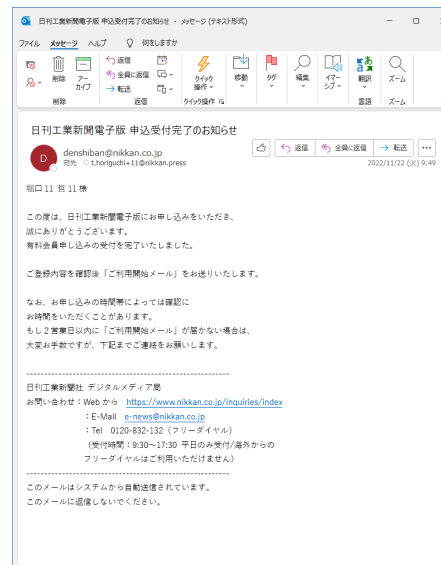 日刊工業新聞電子版 申込受付完了のお知らせ - メッセージ (テキスト形式)
ファイル メッセージ ヘルプ 何をしますか
削除 アーカイブ
返信
全員に返信
転送
クイック操作
移動
タグ
編集
イマーシブ
翻訳
ズーム
削除 返信 クイック操作 言語 ズーム
日刊工業新聞電子版 申込受付完了のお知らせ
D
denshiban@nikkan.co.jp
宛先 t.horiguchi+11@nikkan.press
返信 全員に返信 転送
2022/11/22 (火) 9:49
堀口 11 哲 11 様
この度は、日刊工業新聞電子版にお申し込みをいただき、
誠にありがとうございます。
有料会員申し込みの受付を完了いたしました。
ご登録内容を確認後「ご利用開始メール」をお送りいたします。
なお、お申し込みの時間帯によっては確認に
お時間をいただくことがあります。
もし２営業日以内に「ご利用開始メール」が届かない場合は、
大変お手数ですが、下記までご連絡をお願いします。
--------------------------------------------------
日刊工業新聞社 デジタルメディア局
お問い合わせ：Web から https://www.nikkan.co.jp/inquiries/index
：E-Mail e-news@nikkan.co.jp
：Tel 0120-832-132（フリーダイヤル）
（受付時間：9:30～17:30 平日のみ受付/海外からの
フリーダイヤルはご利用いただけません）
--------------------------------------------------
このメールはシステムから自動送信されています。
このメールに返信しないでください。